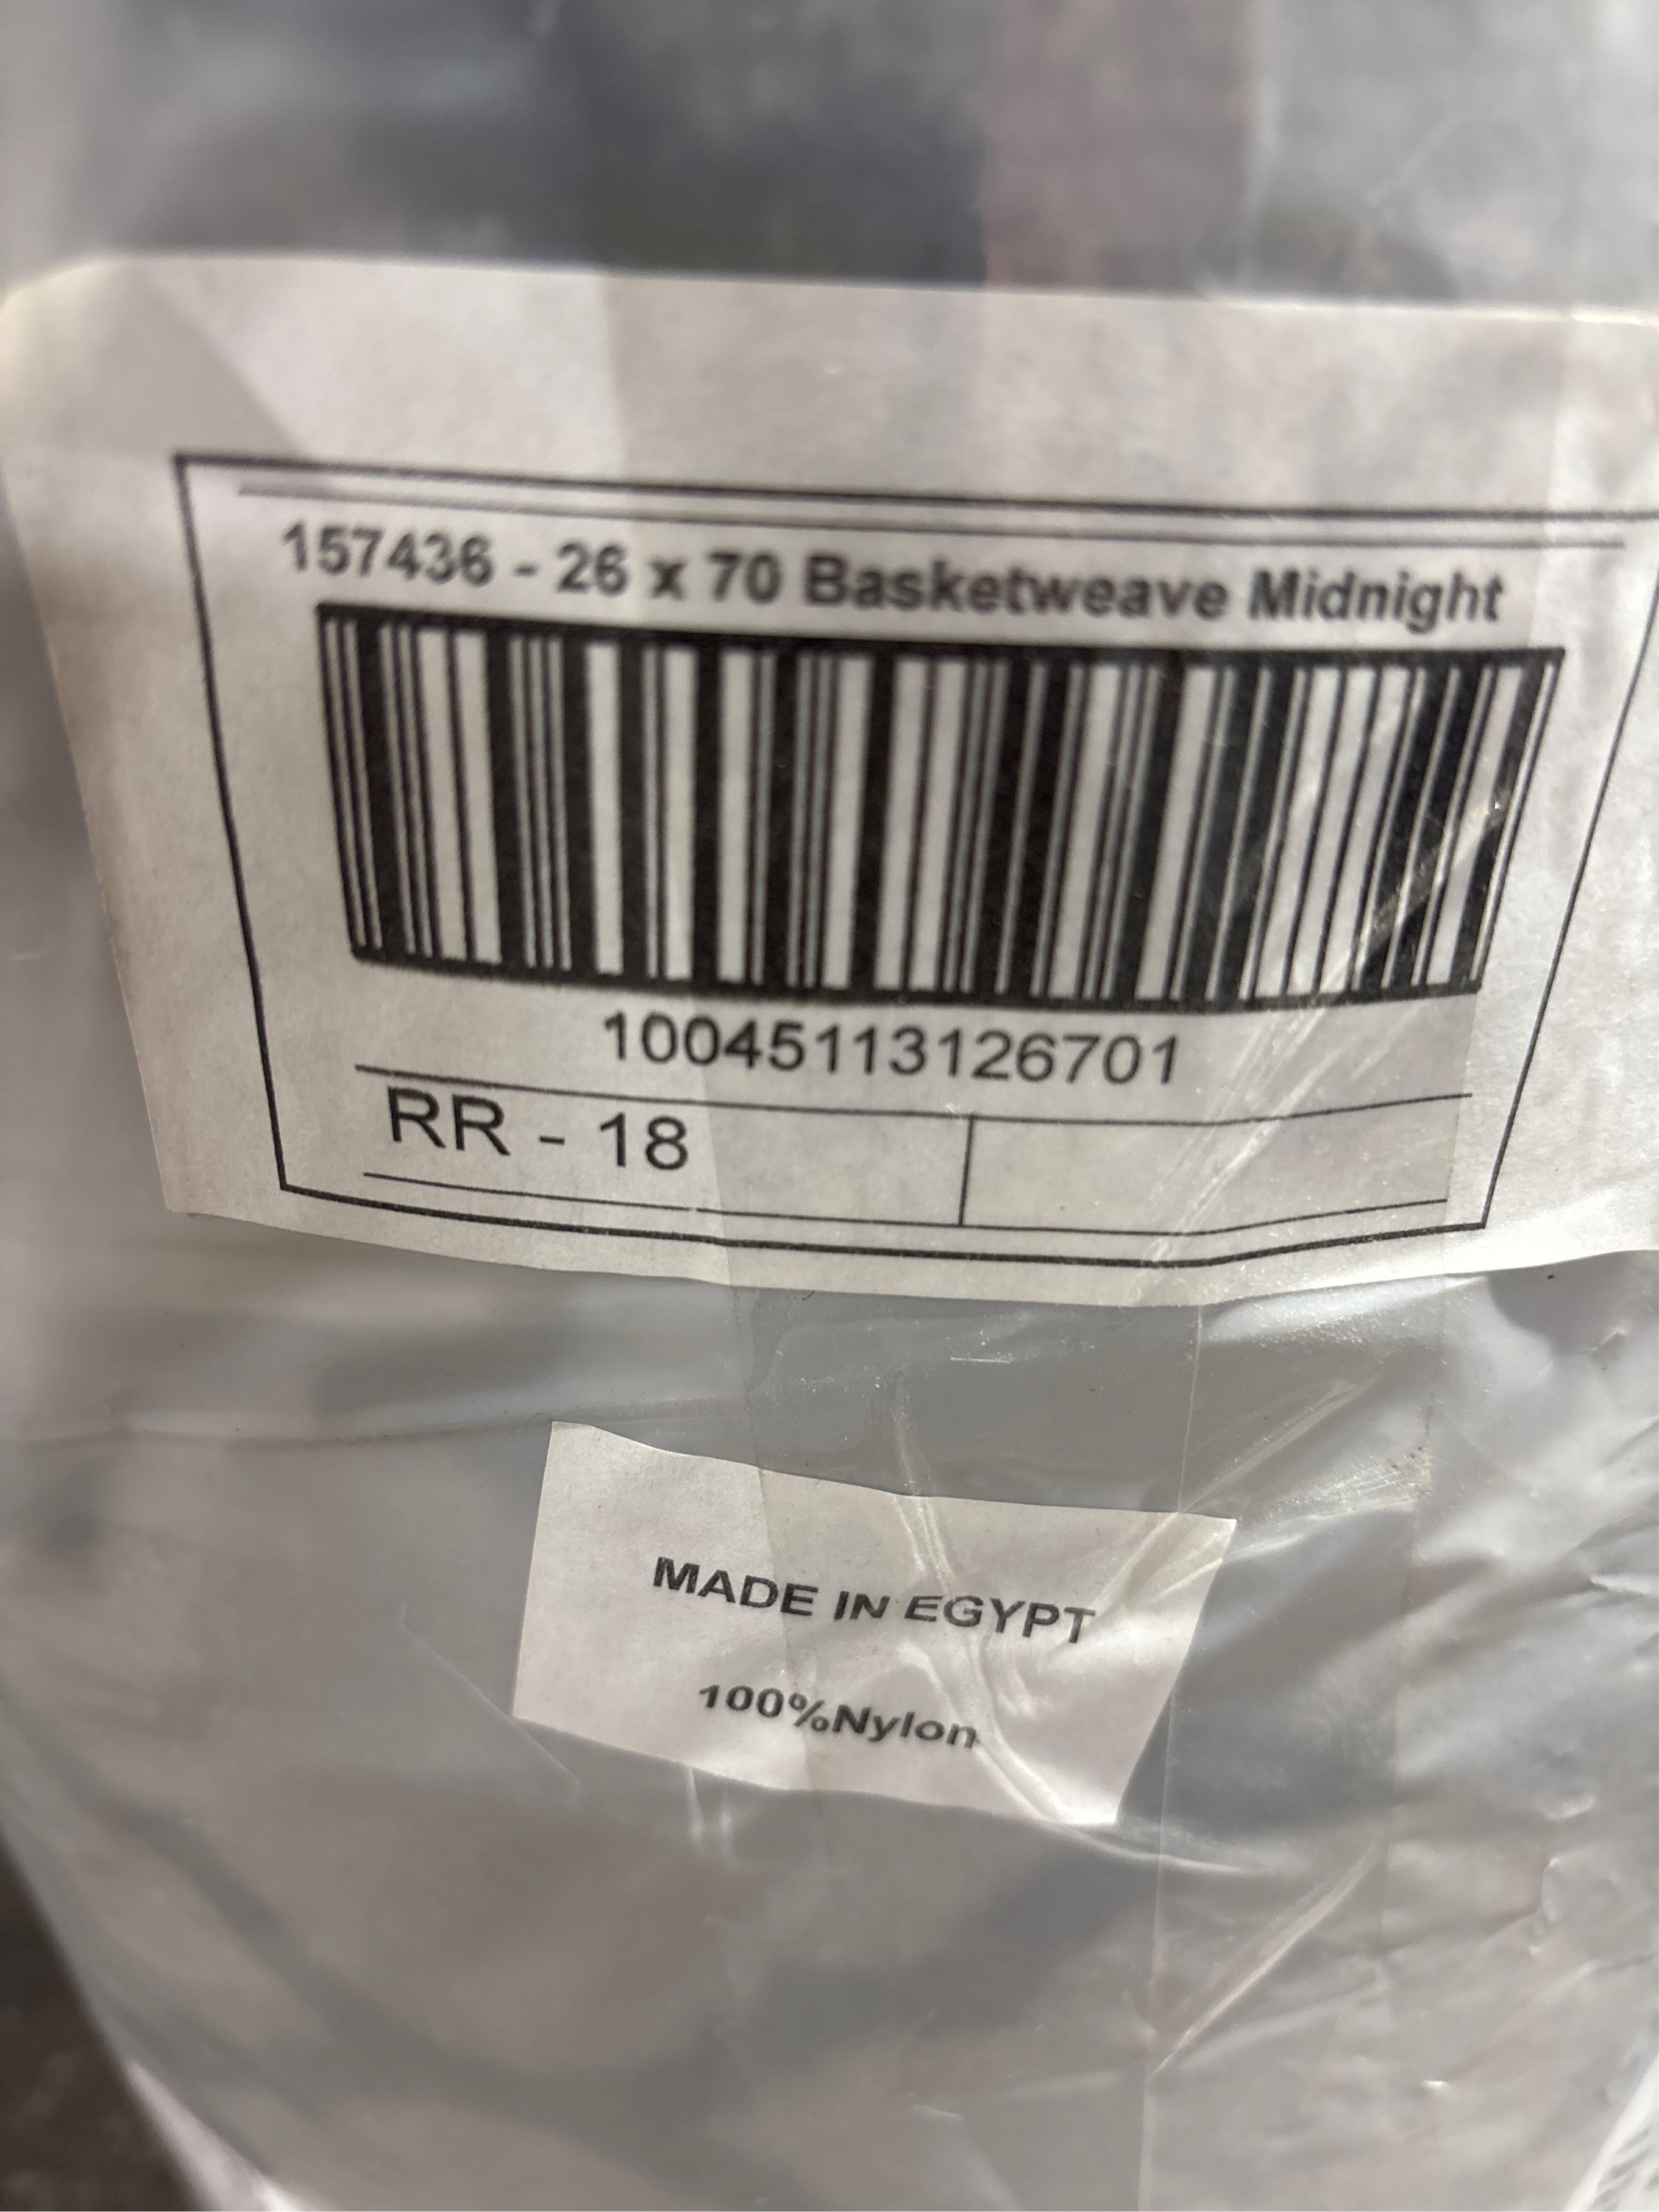 157436 - 26 x 70 Basketweave Midnight
10045113126701
RR - 18
MADE IN EGYPT
100%Nylon